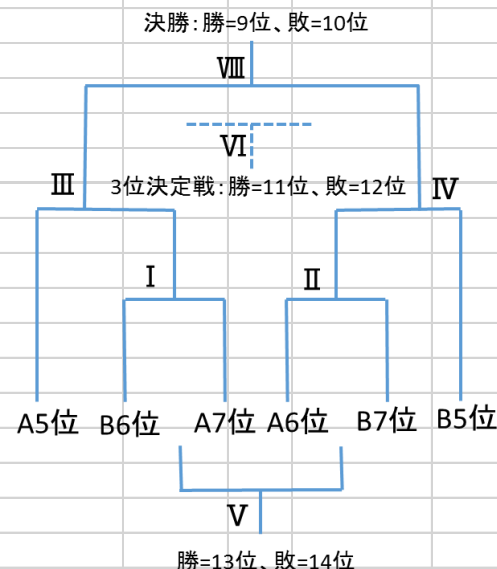 決勝：勝=9位、敗=10位
Ⅷ
Ⅵ
Ⅲ 3位決定戦：勝=11位、敗=12位 Ⅳ
Ⅰ Ⅱ
A5位 B6位 A7位 A6位 B7位 B5位
Ⅴ
勝=13位、敗=14位